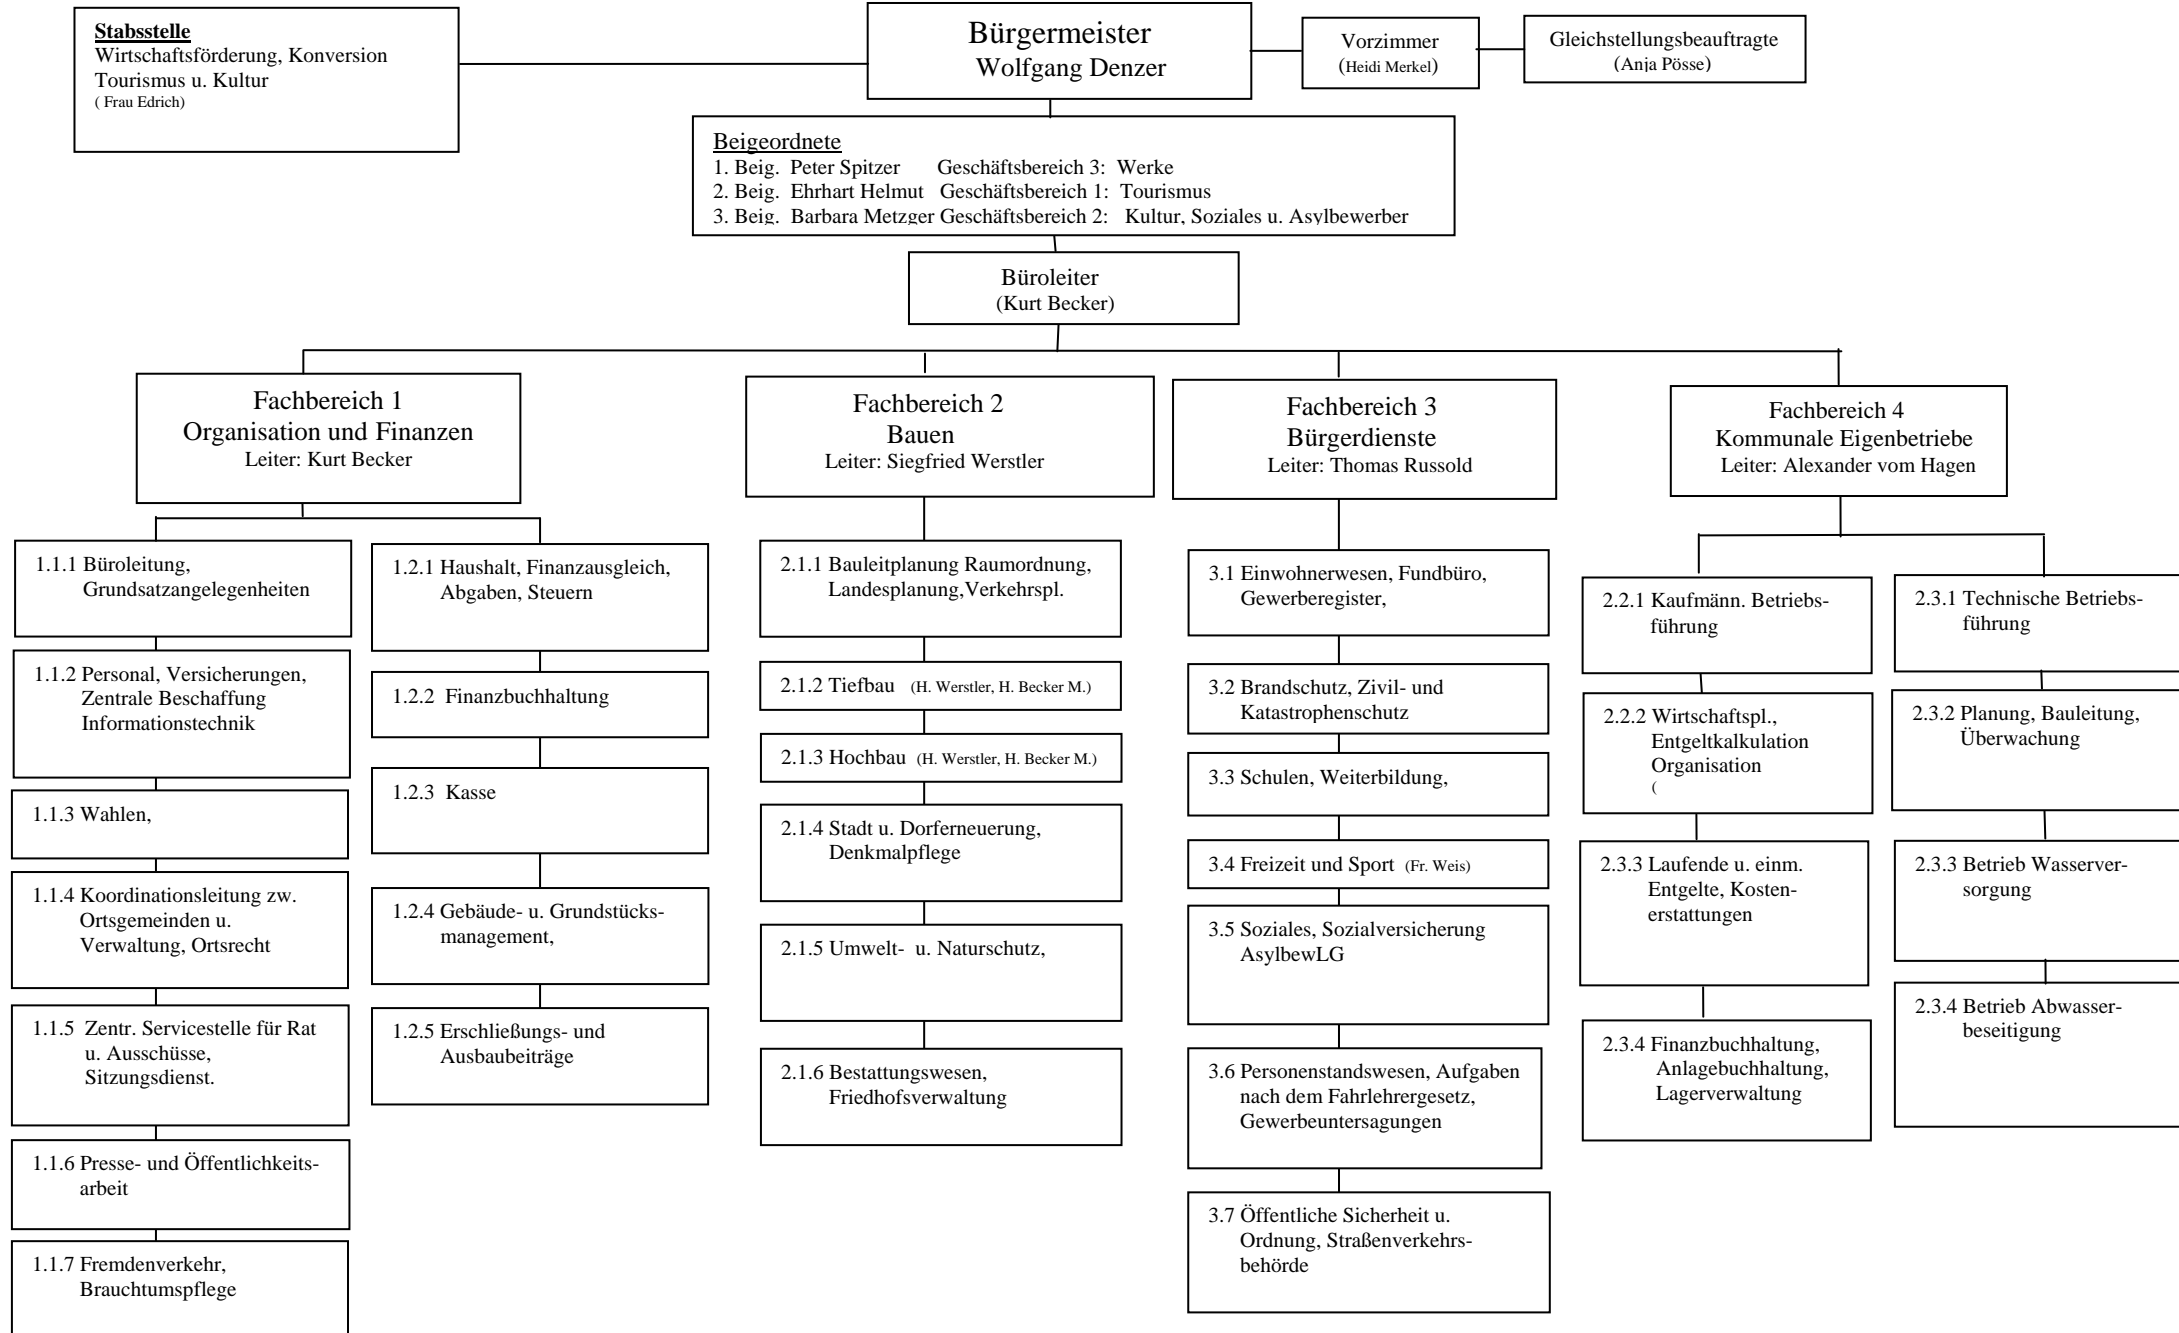 Stabsstelle
Wirtschaftsförderung, Konversion
Tourismus u. Kultur
( Frau Edrich)
Bürgermeister
Wolfgang Denzer
Vorzimmer
(Heidi Merkel)
Gleichstellungsbeauftragte
(Anja Pösse)
Beigeordnete
1. Beig. Peter Spitzer Geschäftsbereich 3: Werke
2. Beig. Ehrhart Helmut Geschäftsbereich 1: Tourismus
3. Beig. Barbara Metzger Geschäftsbereich 2: Kultur, Soziales u. Asylbewerber
Büroleiter
(Kurt Becker)
Fachbereich 1
Organisation und Finanzen
Leiter: Kurt Becker
Fachbereich 2
Bauen
Leiter: Siegfried Werstler
Fachbereich 3
Bürgerdienste
Leiter: Thomas Russold
Fachbereich 4
Kommunale Eigenbetriebe
Leiter: Alexander vom Hagen
1.1.1 Büroleitung,
Grundsatzangelegenheiten
1.1.2 Personal, Versicherungen,
Zentrale Beschaffung
Informationstechnik
1.1.3 Wahlen,
1.1.4 Koordinationsleitung zw.
Ortsgemeinden u.
Verwaltung, Ortsrecht
1.1.5 Zentr. Servicestelle für Rat
u. Ausschüsse,
Sitzungsdienst.
1.1.6 Presse- und Öffentlichkeits-
arbeit
1.1.7 Fremdenverkehr,
Brauchtumspflege
1.2.1 Haushalt, Finanzausgleich,
Abgaben, Steuern
1.2.2 Finanzbuchhaltung
1.2.3 Kasse
1.2.4 Gebäude- u. Grundstücks-
management,
1.2.5 Erschließungs- und
Ausbaubeiträge
2.1.1 Bauleitplanung Raumordnung,
Landesplanung,Verkehrspl.
2.1.2 Tiefbau (H. Werstler, H. Becker M.)
2.1.3 Hochbau (H. Werstler, H. Becker M.)
2.1.4 Stadt u. Dorferneuerung,
Denkmalpflege
2.1.5 Umwelt- u. Naturschutz,
2.1.6 Bestattungswesen,
Friedhofsverwaltung
3.1 Einwohnerwesen, Fundbüro,
Gewerberegister,
3.2 Brandschutz, Zivil- und
Katastrophenschutz
3.3 Schulen, Weiterbildung,
3.4 Freizeit und Sport (Fr. Weis)
3.5 Soziales, Sozialversicherung
AsylbewLG
3.6 Personenstandswesen, Aufgaben
nach dem Fahrlehrergesetz,
Gewerbeuntersagungen
3.7 Öffentliche Sicherheit u.
Ordnung, Straßenverkehrs-
behörde
2.2.1 Kaufmänn. Betriebs-
führung
2.2.2 Wirtschaftspl.,
Entgeltkalkulation
Organisation
(
2.3.3 Laufende u. einm.
Entgelte, Kosten-
erstattungen
2.3.4 Finanzbuchhaltung,
Anlagebuchhaltung,
Lagerverwaltung
2.3.1 Technische Betriebs-
führung
2.3.2 Planung, Bauleitung,
Überwachung
2.3.3 Betrieb Wasserver-
sorgung
2.3.4 Betrieb Abwasser-
beseitigung